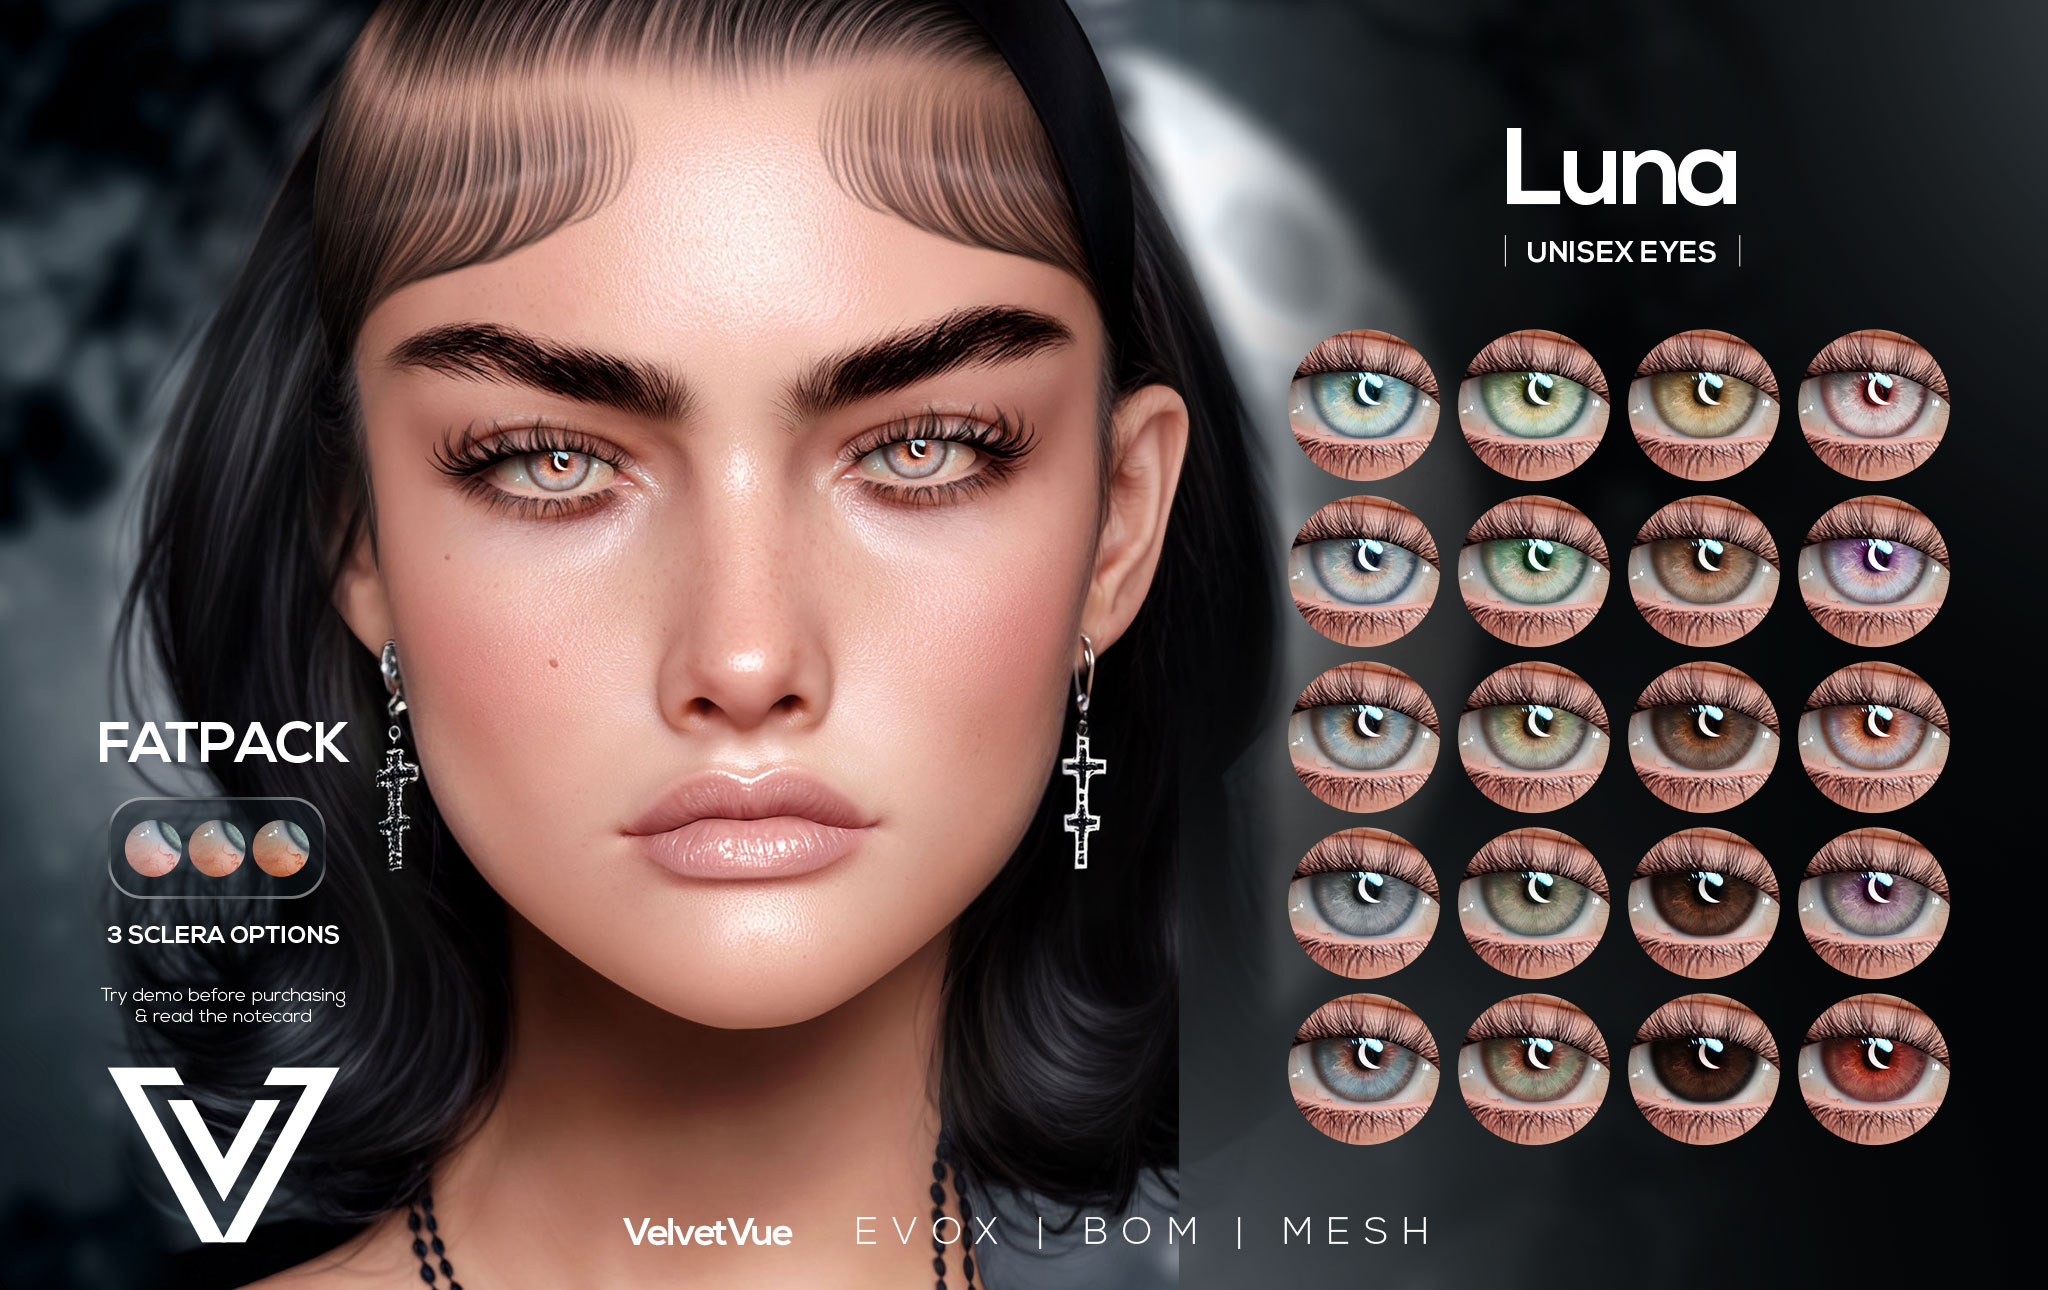 Luna
UNISEX EYES
FATPACK
3 SCLERA OPTIONS
Try demo before purchasing
& read the notecard
VelvetVue
EVOX | BOM | MESH